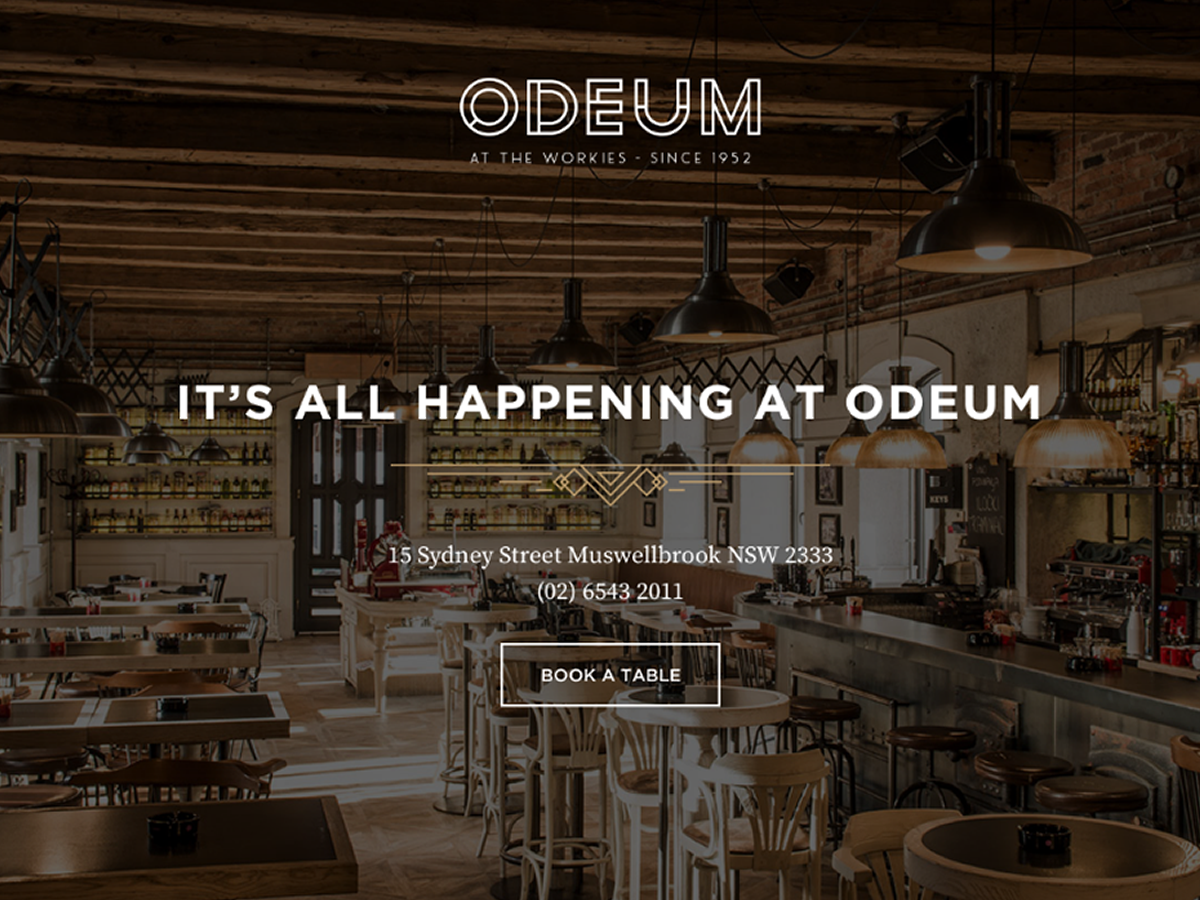 ODEUM
AT THE WORKIES - SINCE 1952
IT'S ALL HAPPENING AT ODEUM
KEYS
15 Sydney Street Muswellbrook NSW 2333
(02) 6543 2011
BOOK A TABLE